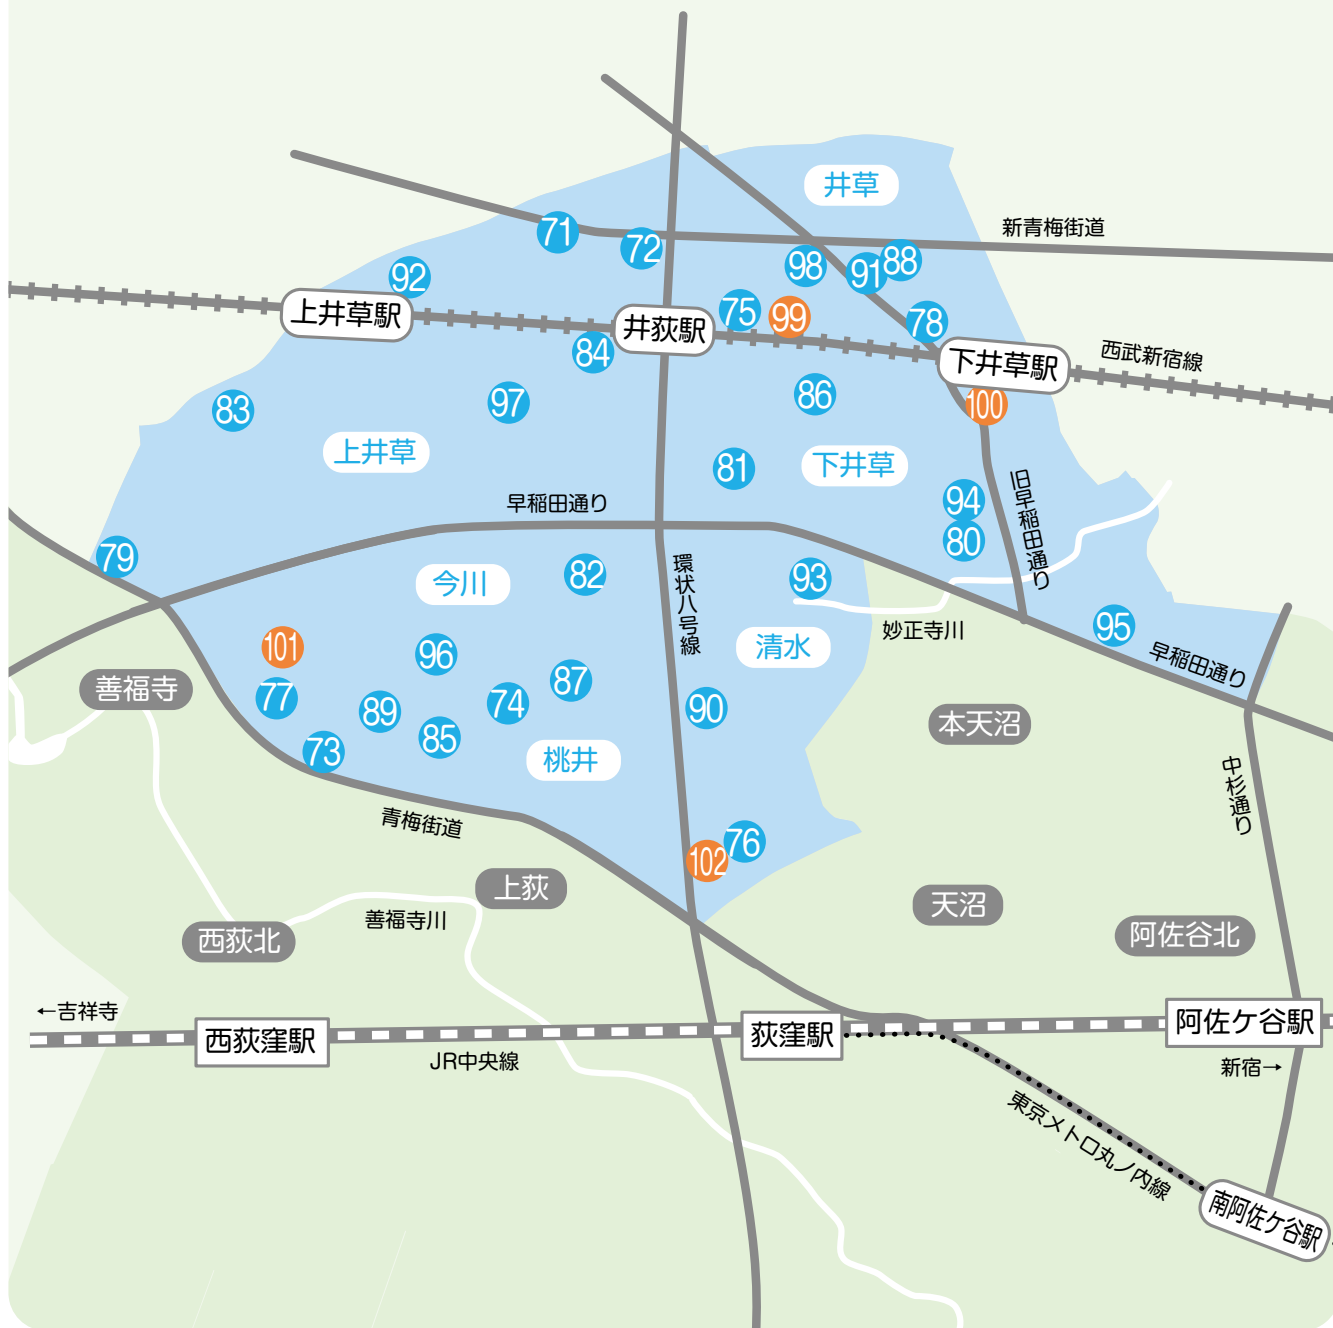 井草
新青梅街道
71
72
98
91
88
92
上井草駅
井荻駅
75
99
78
84
下井草駅
西武新宿線
83
97
86
100
上井草
81
下井草
94
旧早稲田通り
早稲田通り
79
今川
82
環状八号線
93
80
妙正寺川
95
早稲田通り
101
96
清水
善福寺
77
89
74
87
90
本天沼
73
85
桃井
中杉通り
青梅街道
76
102
上荻
善福寺川
天沼
西荻北
阿佐谷北
←吉祥寺
西荻窪駅
荻窪駅
阿佐ケ谷駅
JR中央線
新宿→
東京メトロ丸ノ内線
南阿佐ケ谷駅